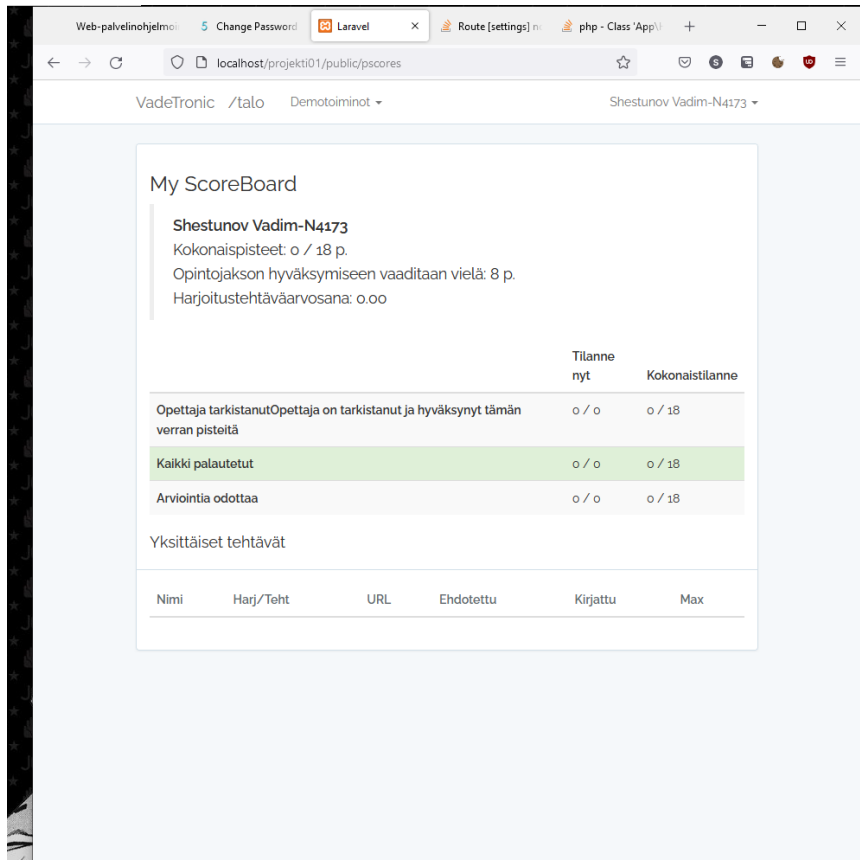 Web-palvelinohjelmoi
Change Password
Laravel
Route [settings] n
php - Class 'App\
localhost/projekti01/public/pscores
VadeTronic /talo Demotoiminot Shestunov Vadim-N4173
My ScoreBoard
Shestunov Vadim-N4173
Kokonaispisteet: 0 / 18 p.
Opintojakson hyväksymiseen vaaditaan vielä: 8 p.
Harjoitustehtäväarvosana: 0.00
Tilanne
nyt Kokonaistilanne
Opettaja tarkistanutOpettaja on tarkistanut ja hyväksynyt tämän 0 / 0 0 / 18
verran pisteitä
Kaikki palautetut 0 / 0 0 / 18
Arviointia odottaa 0 / 0 0 / 18
Yksittäiset tehtävät
Nimi Harj/Teht URL Ehdotettu Kirjattu Max